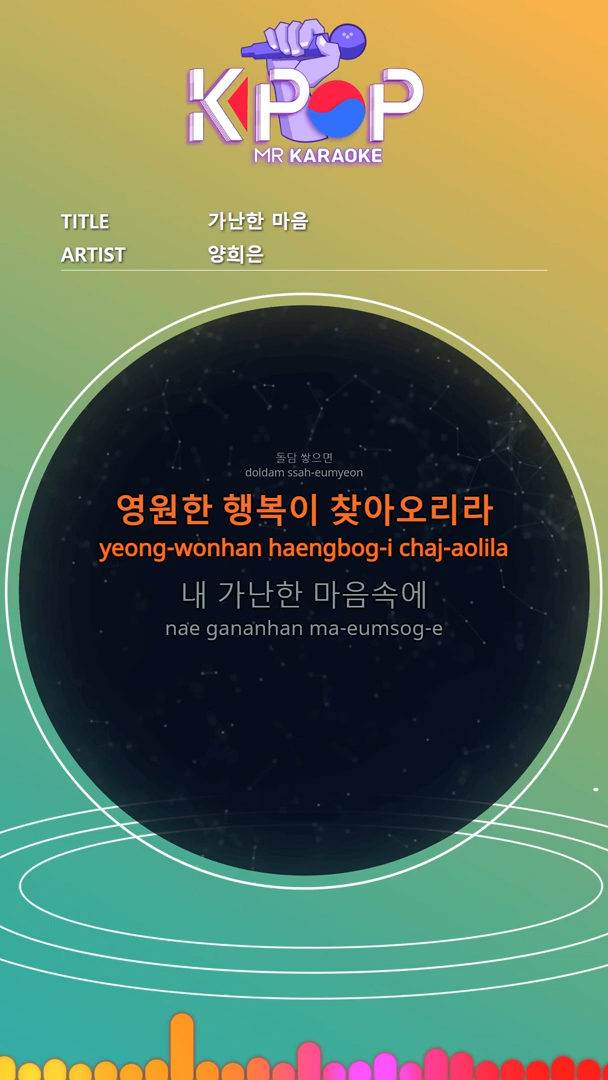 KPOP
MR KARAOKE
TITLE 가난한 마음
ARTIST 양희은
돌담 쌓으면
doldam ssah-eumyeon
영원한 행복이 찾아오리라
yeong-wonhan haengbog-i chaj-aolila
내 가난한 마음속에
nae gananhan ma-eumsog-e